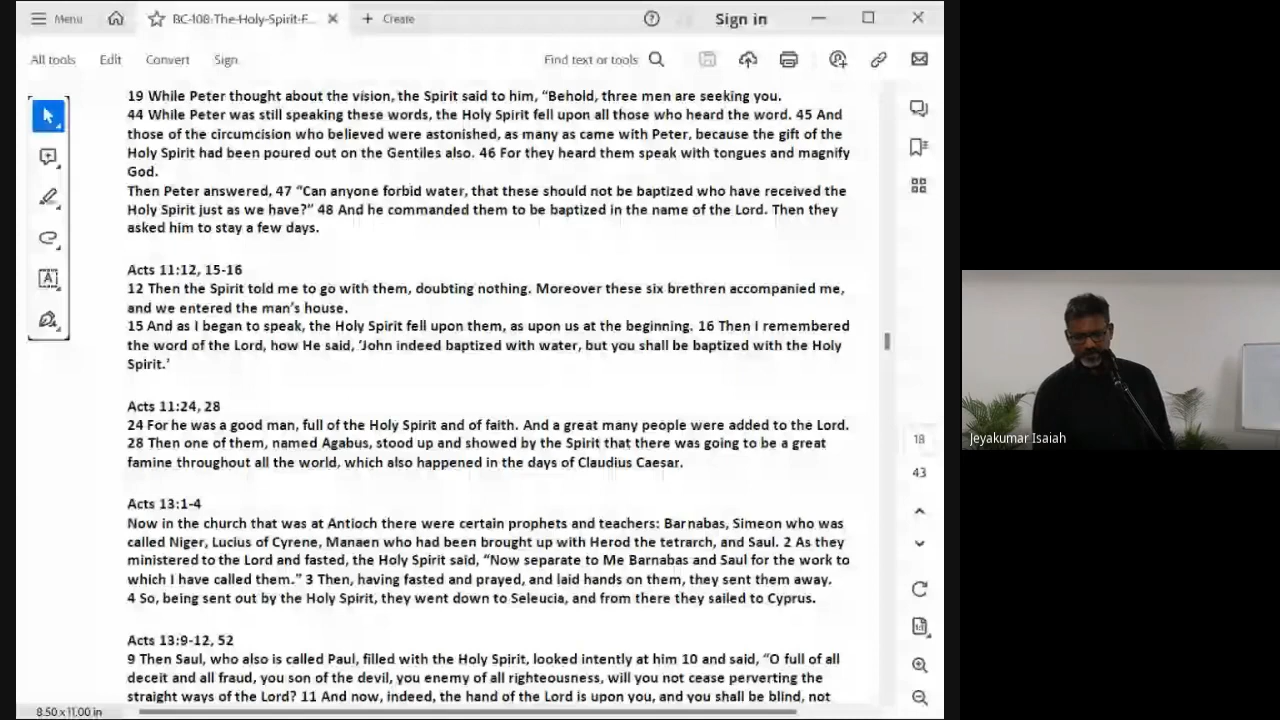 Menu
BC-108:The-Holy-Spirit-F...
Create
Sign in
All tools
Edit
Convert
Sign
Find text or tools
19 While Peter thought about the vision, the Spirit said to him, “Behold, three men are seeking you.
44 While Peter was still speaking these words, the Holy Spirit fell upon all those who heard the word. 45 And
those of the circumcision who believed were astonished, as many as came with Peter, because the gift of the
Holy Spirit had been poured out on the Gentiles also. 46 For they heard them speak with tongues and magnify
God.
Then Peter answered, 47 “Can anyone forbid water, that these should not be baptized who have received the
Holy Spirit just as we have?” 48 And he commanded them to be baptized in the name of the Lord. Then they
asked him to stay a few days.
Acts 11:12, 15-16
12 Then the Spirit told me to go with them, doubting nothing. Moreover these six brethren accompanied me,
and we entered the man’s house.
15 And as I began to speak, the Holy Spirit fell upon them, as upon us at the beginning. 16 Then I remembered
the word of the Lord, how He said, ‘John indeed baptized with water, but you shall be baptized with the Holy
Spirit.’
Acts 11:24, 28
24 For he was a good man, full of the Holy Spirit and of faith. And a great many people were added to the Lord.
28 Then one of them, named Agabus, stood up and showed by the Spirit that there was going to be a great
famine throughout all the world, which also happened in the days of Claudius Caesar.
Acts 13:1-4
Now in the church that was at Antioch there were certain prophets and teachers: Barnabas, Simeon who was
called Niger, Lucius of Cyrene, Manaen who had been brought up with Herod the tetrarch, and Saul. 2 As they
ministered to the Lord and fasted, the Holy Spirit said, “Now separate to Me Barnabas and Saul for the work to
which I have called them.” 3 Then, having fasted and prayed, and laid hands on them, they sent them away.
4 So, being sent out by the Holy Spirit, they went down to Seleucia, and from there they sailed to Cyprus.
Acts 13:9-12, 52
9 Then Saul, who also is called Paul, filled with the Holy Spirit, looked intently at him 10 and said, “O full of all
deceit and all fraud, you son of the devil, you enemy of all righteousness, will you not cease perverting the
straight ways of the Lord? 11 And now, indeed, the hand of the Lord is upon you, and you shall be blind, not
18
43
8.50 x 11.00 in
Jeyakumar Isaiah